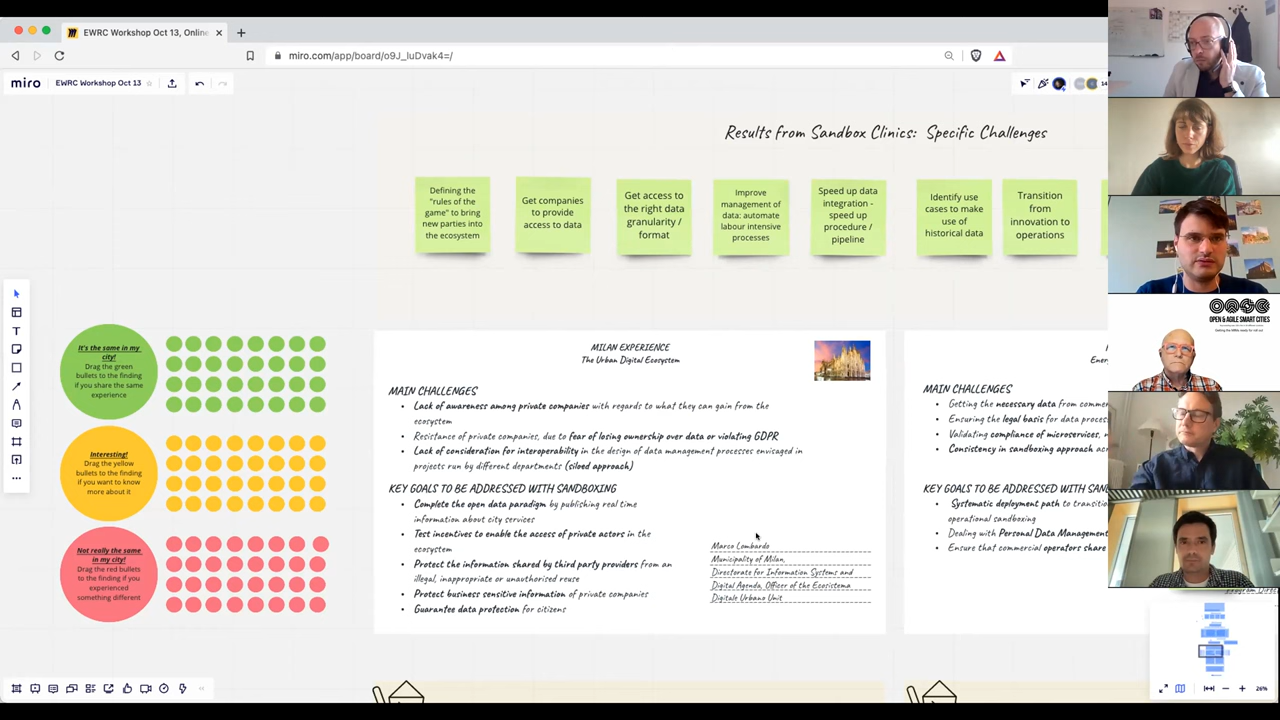 EWRC Workshop Oct 13, Online
miro.com/app/board/o9J_luDvak4=/
miro
EWRC Workshop Oct 13
14
Results from Sandbox Clinics: Specific Challenges
Defining the
"rules of the
game" to bring
new parties into
the ecosystem
Get companies
to provide
access to data
Get access to
the right data
granularity /
format
Improve
management of
data: automate
labour intensive
processes
Speed up data
integration -
speed up
procedure /
pipeline
Identify use
cases to make
use of
historical data
Transition
from
innovation to
operations
It's the same in my
city!
Drag the green
bullets to the finding
if you share the same
experience
Interesting!
Drag the yellow
bullets to the finding
if you want to know
more about it
Not really the same
in my city!
Drag the red bullets
to the finding if you
experienced
something different
MILAN EXPERIENCE
The Urban Digital Ecosystem
MAIN CHALLENGES
• Lack of awareness among private companies with regards to what they can gain from the
ecosystem
• Resistance of private companies, due to fear of losing ownership over data or violating GDPR
• Lack of consideration for interoperability in the design of data management processes envisaged in
projects run by different departments (siloed approach)
KEY GOALS TO BE ADDRESSED WITH SANDBOXING
• Complete the open data paradigm by publishing real time
information about city services
• Test incentives to enable the access of private actors in the
ecosystem
• Protect the information shared by third party providers from an
illegal, inappropriate or unauthorised reuse
• Protect business sensitive information of private companies
• Guarantee data protection for citizens
Marco Lombardo
Municipality of Milan,
Directorate for Information Systems and
Digital Agenda, Officer of the Ecosistema
Digitale Urbano Unit
MAIN CHALLENGES
• Getting the necessary data from
• Ensuring the legal basis for data
• Validating compliance of microservices,
• Consistency in sandboxing approach
KEY GOALS TO BE ADDRESSED WITH
• Systematic deployment path to
operational sandboxing
• Dealing with Personal Data Management
• Ensure that commercial operators share
OPEN & AGILE SMART CITIES
26%